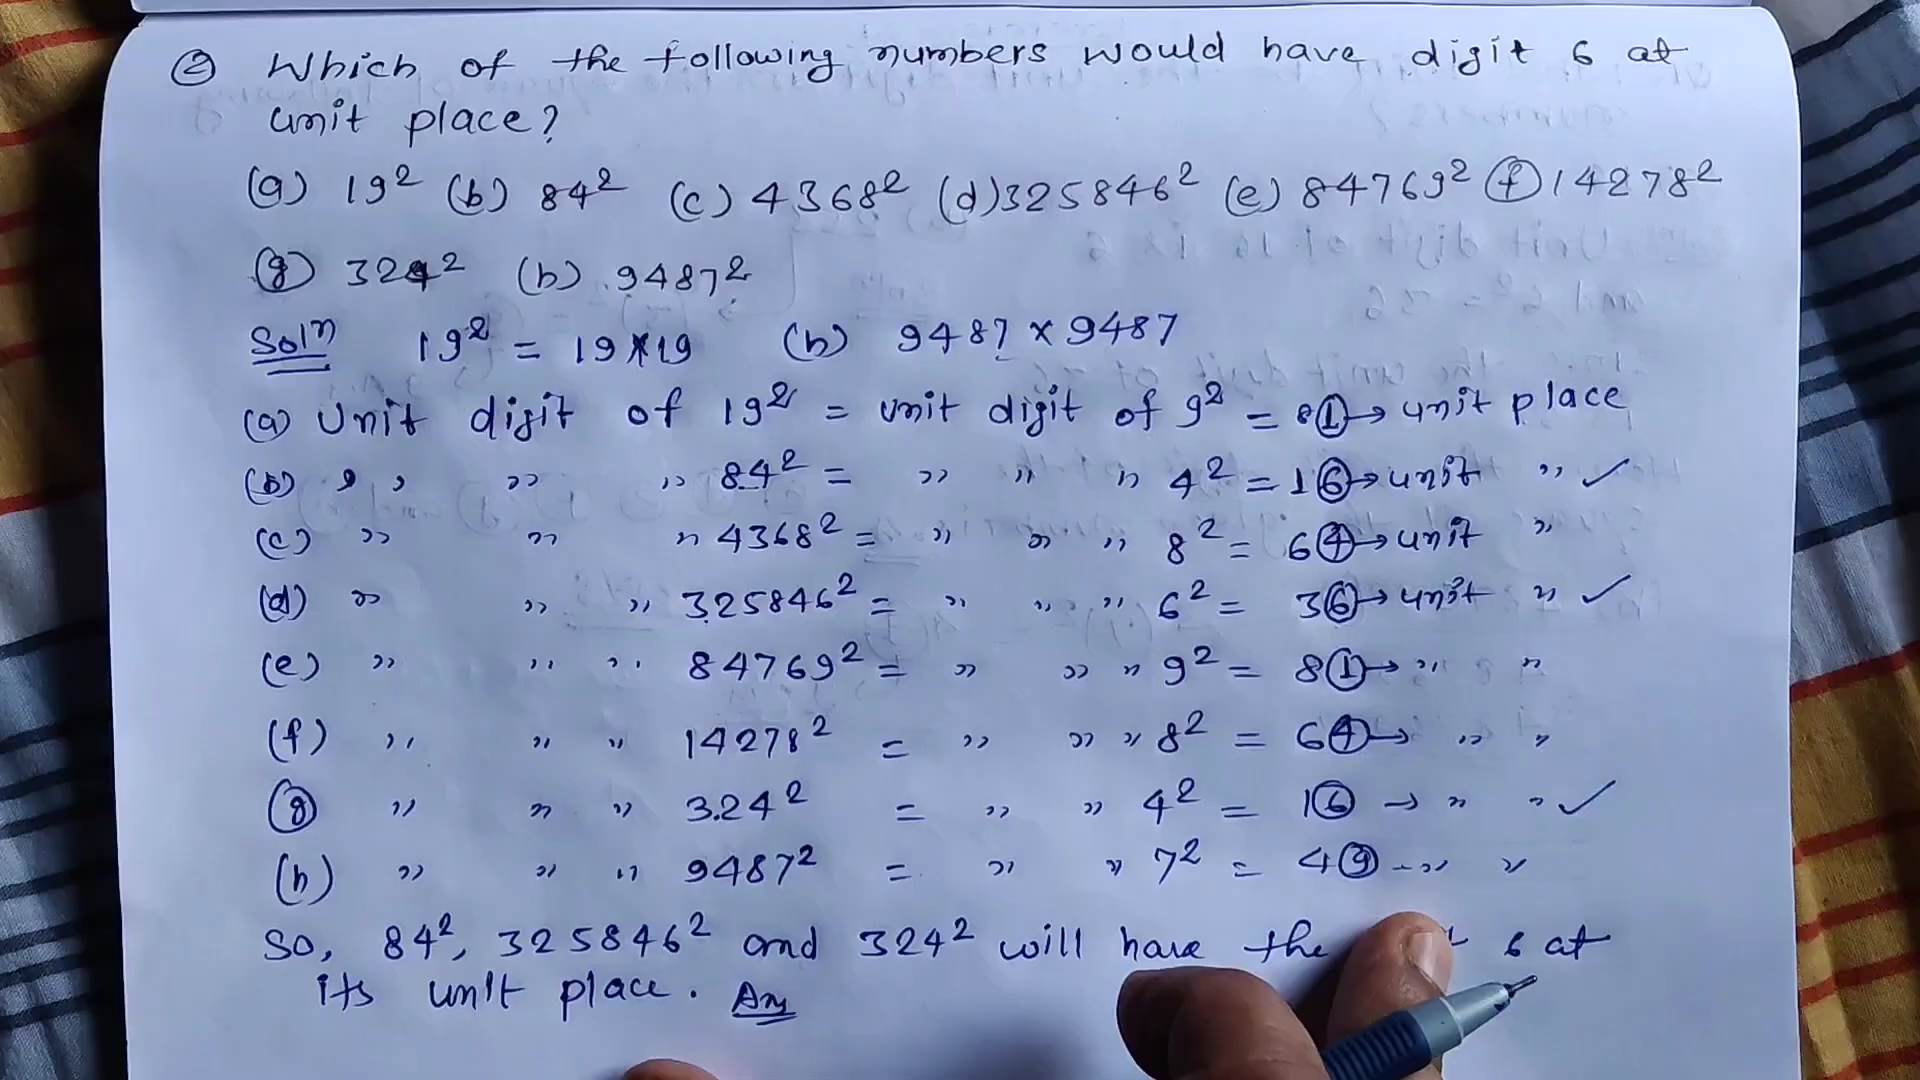 ② Which of the following numbers would have digit 6 at
unit place?
(a) 19² (b) 84² (c) 4368² (d) 325846² (e) 84769² (f) 14278²
(g) 324² (h) 9487²
Solⁿ 19² = 19×19 (h) 9487 × 9487
(a) Unit digit of 19² = unit digit of 9² = 8① → unit place
(b) " " " 84² = " " " 4² = 1⑥ → unit " ✓
(c) " " " 4368² = " " " 8² = 6④ → unit "
(d) " " " 325846² = " " " 6² = 3⑥ → unit " ✓
(e) " " " 84769² = " " " 9² = 8① → " "
(f) " " " 14278² = " " " 8² = 6④ → " "
(g) " " " 324² = " " 4² = 1⑥ → " " ✓
(h) " " " 9487² = " " 7² = 4⑨ → " "
So, 84², 325846² and 324² will have the 6 at
its unit place. Ans